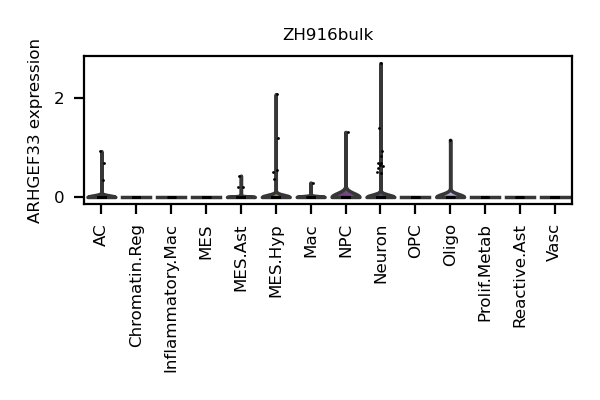 ZH916bulk
ARHGEF33 expression
2
0
AC
Chromatin.Reg
Inflammatory.Mac
MES
MES.Ast
MES.Hyp
Mac
NPC
Neuron
OPC
Oligo
Prolif.Metab
Reactive.Ast
Vasc